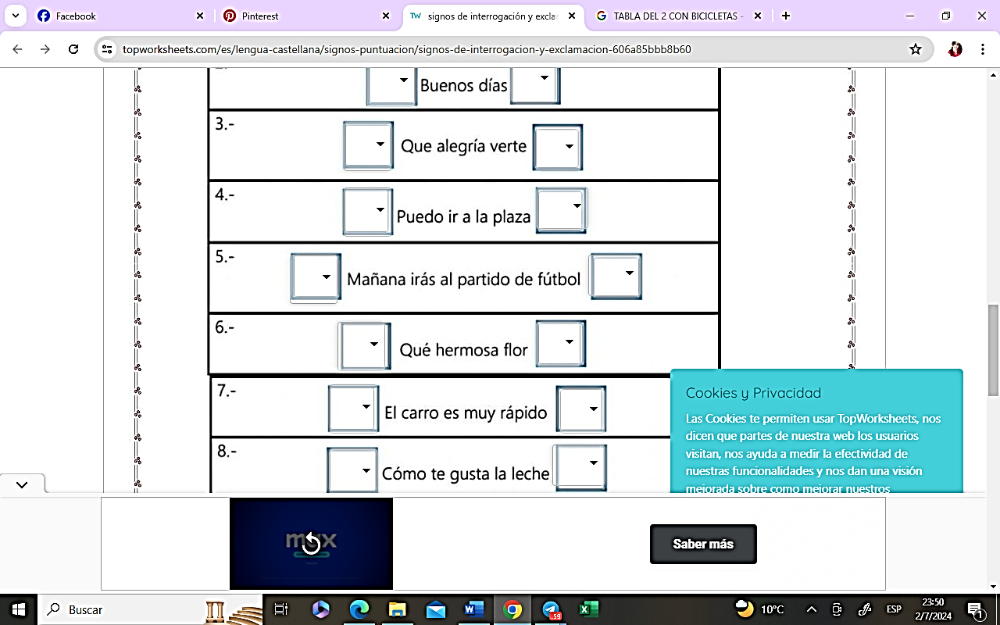 Facebook
Pinterest
TW signos de interrogación y excla
TABLA DEL 2 CON BICICLETAS -
topworksheets.com/es/lengua-castellana/signos-puntuacion/signos-de-interrogacion-y-exclamacion-606a85bbb8b60
Buenos días
3.-
Que alegría verte
4.-
Puedo ir a la plaza
5.-
Mañana irás al partido de fútbol
6.-
Qué hermosa flor
7.-
El carro es muy rápido
8.-
Cómo te gusta la leche
Cookies y Privacidad
Las Cookies te permiten usar TopWorksheets, nos
dicen que partes de nuestra web los usuarios
visitan, nos ayuda a medir la efectividad de
nuestras funcionalidades y nos dan una visión
mejorada sobre como mejorar nuestros
max
Saber más
Buscar
.59
10°C
ESP
23:50
2/7/2024
1